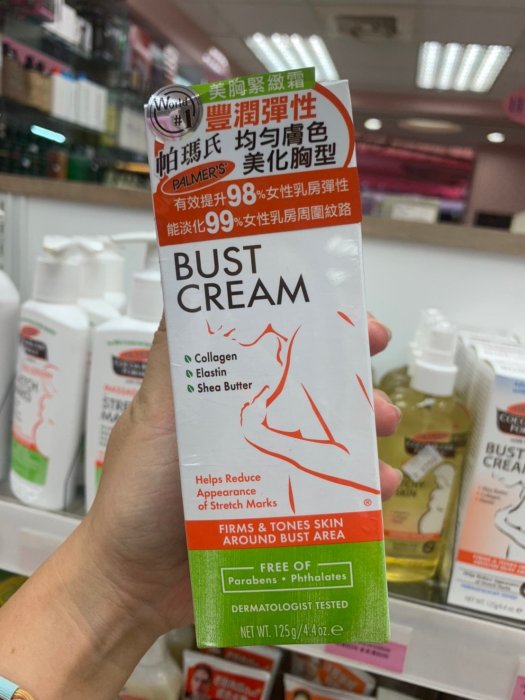 美胸緊緻霜
World's
#1
豐潤彈性
帕瑪氏
均勻膚色
美化胸型
PALMER'S
有效提升98%女性乳房彈性
能淡化99%女性乳房周圍紋路
BUST
CREAM
Collagen
Elastin
Shea Butter
Helps Reduce
Appearance
of Stretch Marks
®
FIRMS & TONES SKIN
AROUND BUST AREA
FREE OF
Parabens • Phthalates
DERMATOLOGIST TESTED
NET WT. 125g/4.4oz.e
BUST
CREAM